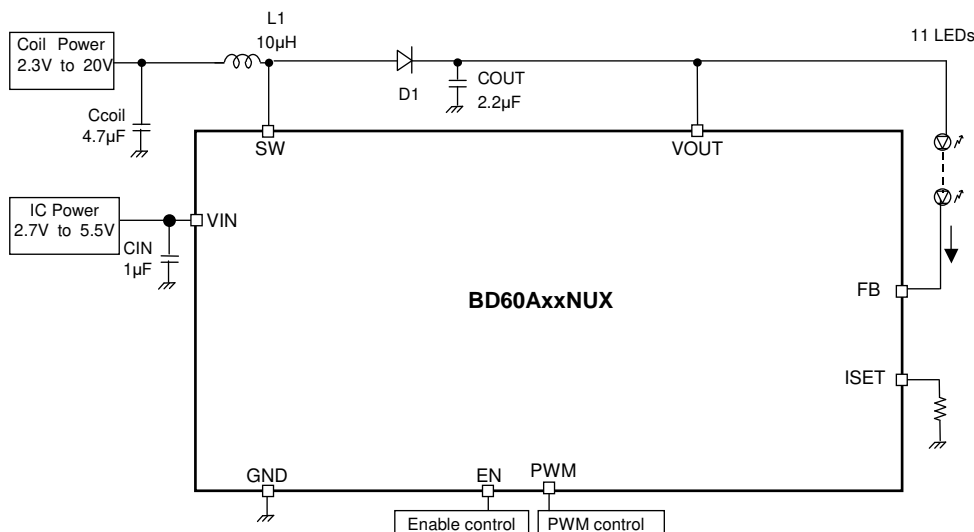 L1
10µH
11 LEDs
Coil Power
2.3V to 20V
D1
COUT
2.2µF
Ccoil
4.7µF
SW
VOUT
IC Power
2.7V to 5.5V
VIN
CIN
1µF
BD60AxxNUX
FB
ISET
GND
EN
PWM
Enable control
PWM control